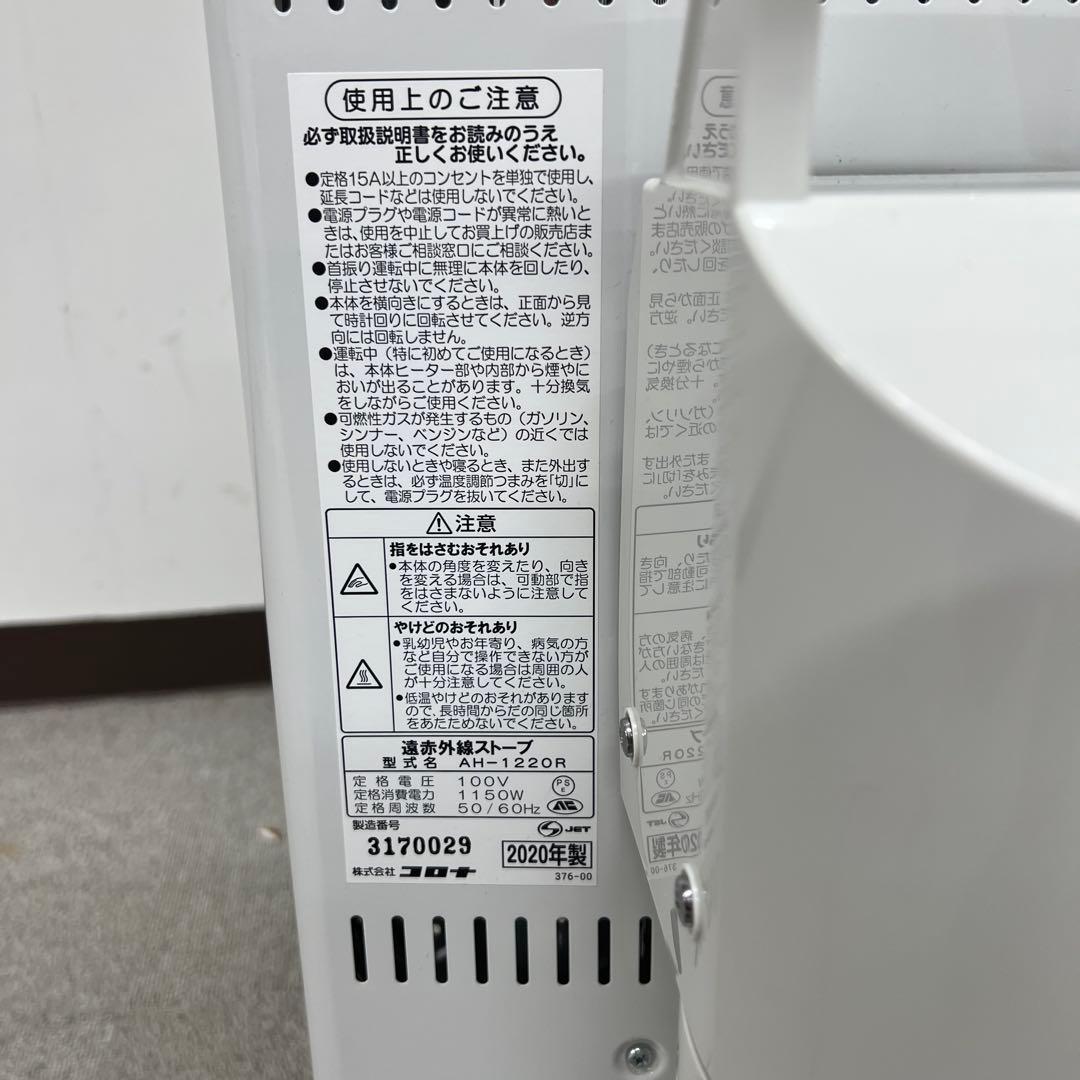 使用上のご注意
必ず取扱説明書をお読みのうえ
正しくお使いください。
●定格15A以上のコンセントを単独で使用し、
延長コードなどは使用しないでください。
●電源プラグや電源コードが異常に熱いと
きは、使用を中止してお買上げの販売店ま
たはお客様ご相談窓口にご相談ください。
●首振り運転中に無理に本体を回したり、
停止させないでください。
●本体を横向きにするときは、正面から見
て時計回りに回転させてください。逆方
向には回転しません。
●運転中（特に初めてご使用になるとき）
は、本体ヒーター部や内部から煙やに
おいが出ることがあります。十分換気
をしながらご使用ください。
●可燃性ガスが発生するもの（ガソリン、
シンナー、ベンジンなど）の近くでは
使用しないでください。
●使用しないときや寝るとき、また外出す
るときは、必ず温度調節つまみを「切」に
して、電源プラグを抜いてください。
⚠注意
指をはさむおそれあり
●本体の角度を変えたり、向き
を変える場合は、可動部で指
をはさまないように注意して
ください。
やけどのおそれあり
●乳幼児やお年寄り、病気の方
など自分で操作できない方が
ご使用になる場合は周囲の人
が十分注意してください。
●低温やけどのおそれがあります
ので、長時間からだの同じ箇所
をあたためないでください。
遠赤外線ストーブ
型式名 AH-1220R
定格電圧 100V
定格消費電力 1150W
定格周波数 50/60Hz
PSE
製造番号
JET
3170029
2020年製
株式会社 コロナ
376-00